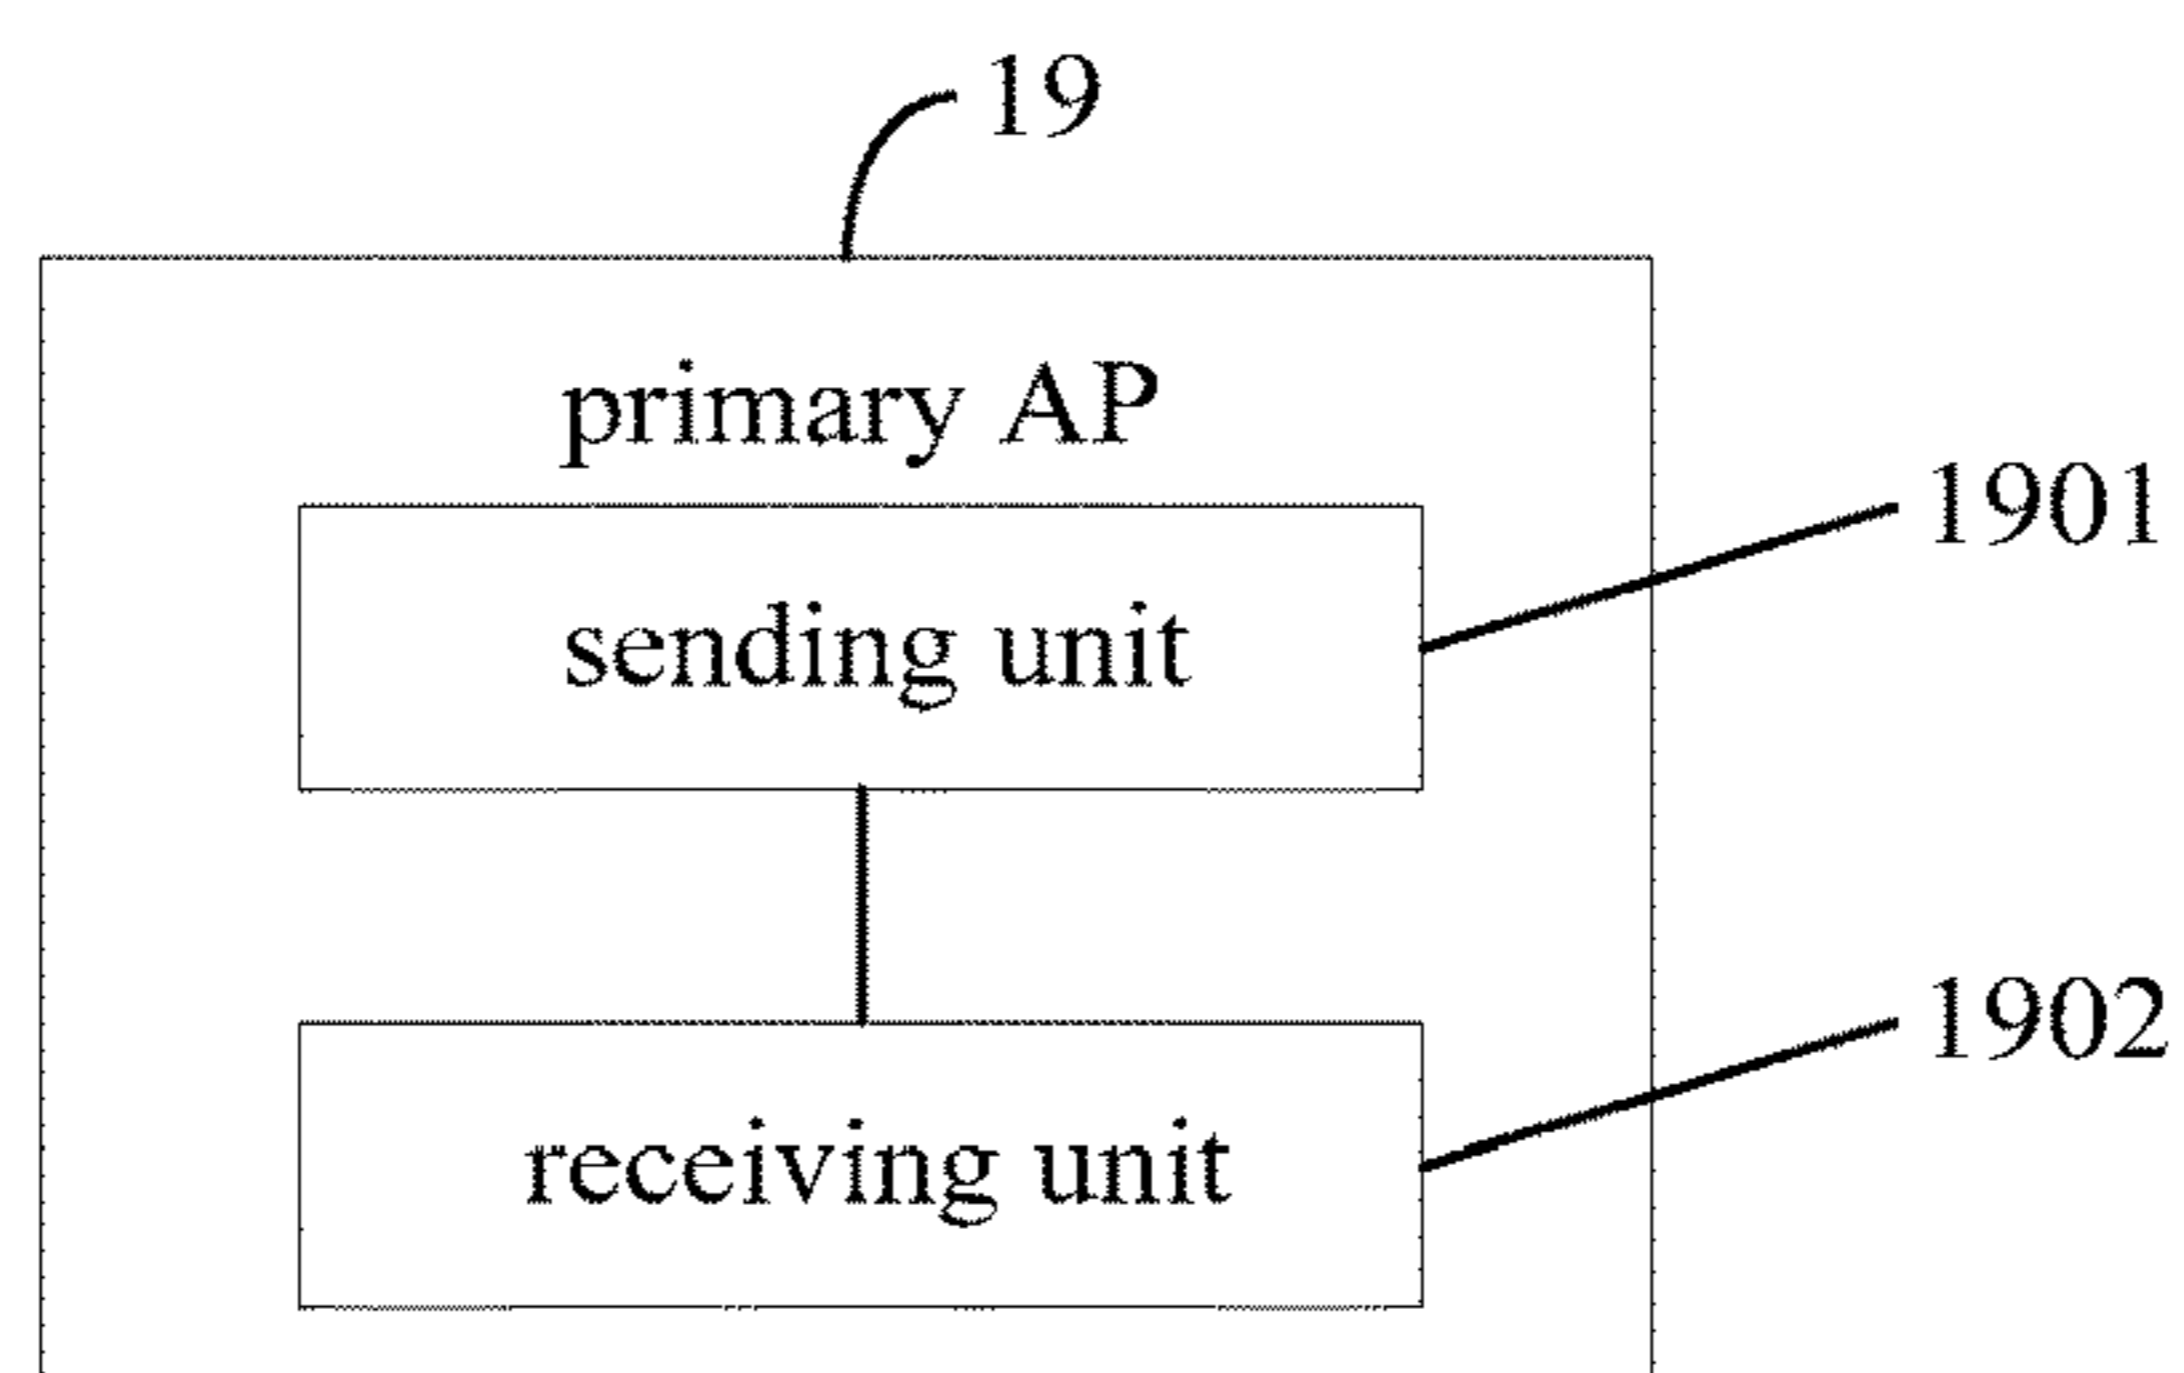 19
primary AP
1901
sending unit
1902
receiving unit